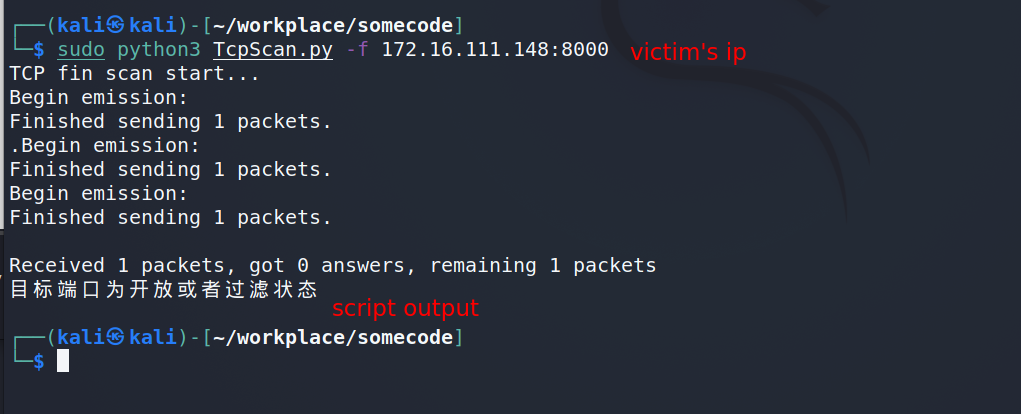 ┌──(kali㉿kali)-[~/workplace/somecode]
└─$ sudo python3 TcpScan.py -f 172.16.111.148:8000 victim's ip
TCP fin scan start...
Begin emission:
Finished sending 1 packets.
.Begin emission:
Finished sending 1 packets.
Begin emission:
Finished sending 1 packets.
Received 1 packets, got 0 answers, remaining 1 packets
目标端口为开放或者过滤状态
script output
┌──(kali㉿kali)-[~/workplace/somecode]
└─$